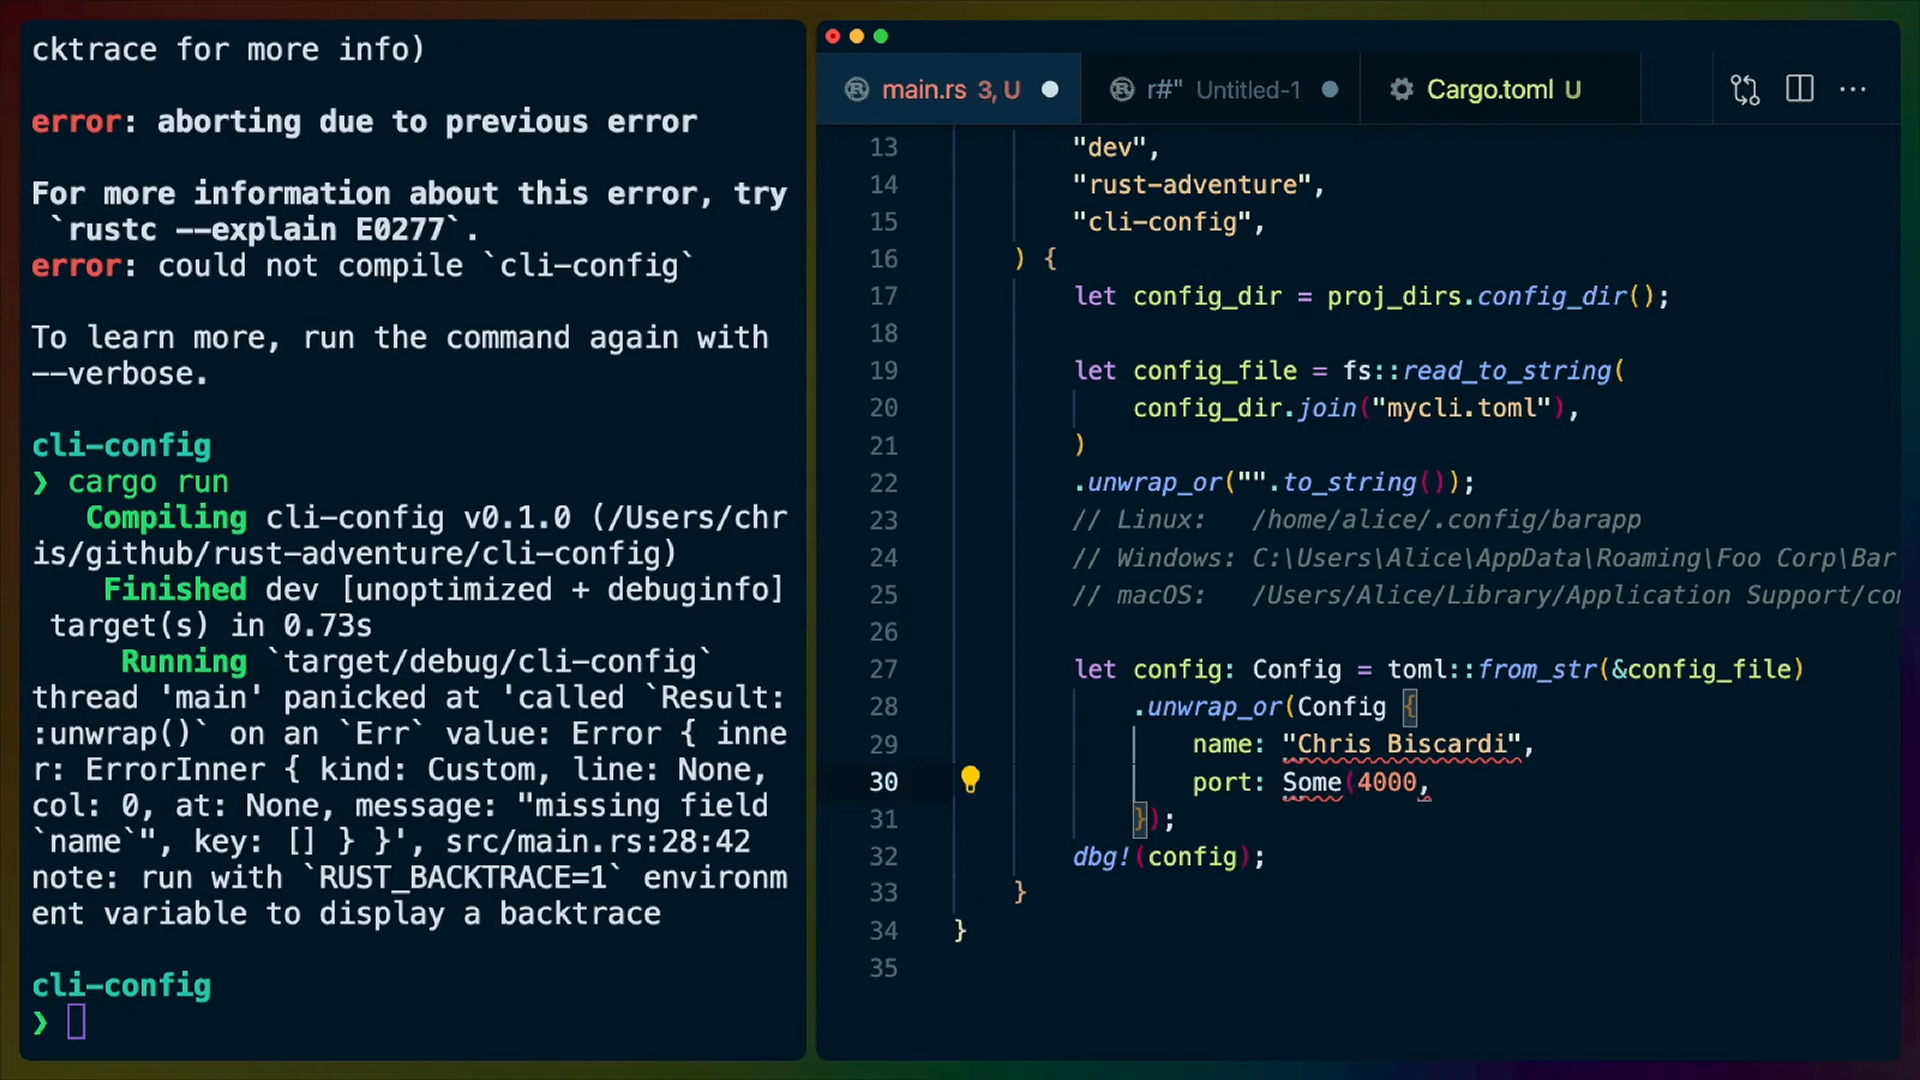 cktrace for more info)
error: aborting due to previous error
For more information about this error, try
`rustc --explain E0277`.
error: could not compile `cli-config`
To learn more, run the command again with
--verbose.
cli-config
❯ cargo run
Compiling cli-config v0.1.0 (/Users/chr
is/github/rust-adventure/cli-config)
Finished dev [unoptimized + debuginfo]
target(s) in 0.73s
Running `target/debug/cli-config`
thread 'main' panicked at 'called `Result:
:unwrap()` on an `Err` value: Error { inne
r: ErrorInner { kind: Custom, line: None,
col: 0, at: None, message: "missing field
`name`", key: [] } }', src/main.rs:28:42
note: run with `RUST_BACKTRACE=1` environm
ent variable to display a backtrace
cli-config
❯
main.rs 3, U
r#" Untitled-1
Cargo.toml U
13 "dev",
14 "rust-adventure",
15 "cli-config",
16 ) {
17 let config_dir = proj_dirs.config_dir();
18
19 let config_file = fs::read_to_string(
20 config_dir.join("mycli.toml"),
21 )
22 .unwrap_or("".to_string());
23 // Linux:   /home/alice/.config/barapp
24 // Windows: C:\Users\Alice\AppData\Roaming\Foo Corp\Bar
25 // macOS:   /Users/Alice/Library/Application Support/co
26
27 let config: Config = toml::from_str(&config_file)
28 .unwrap_or(Config {
29 name: "Chris Biscardi",
30 port: Some(4000,
31 });
32 dbg!(config);
33 }
34 }
35